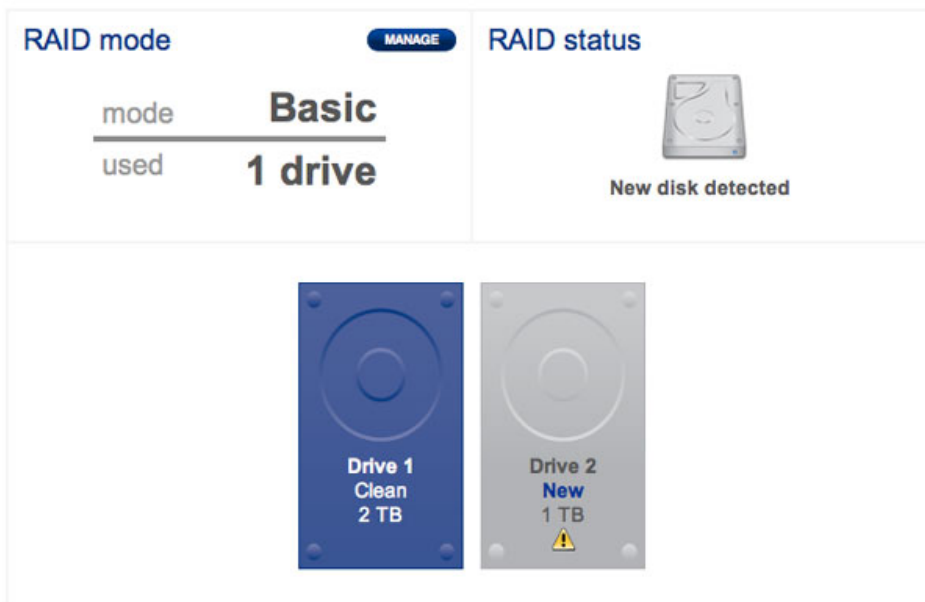 RAID mode
MANAGE
mode Basic
used 1 drive
RAID status
New disk detected
Drive 1
Clean
2 TB
Drive 2
New
1 TB